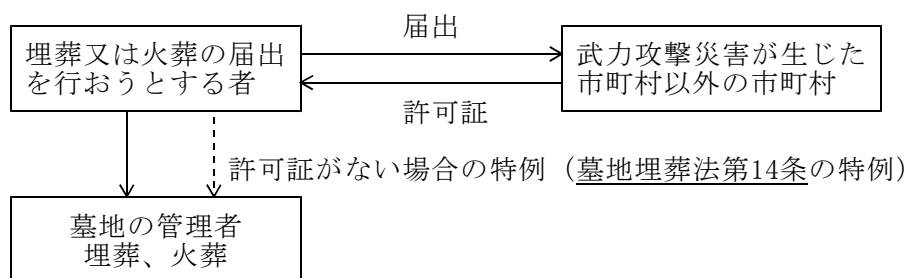 届出
埋葬又は火葬の届出
を行おうとする者
武力攻撃災害が生じた
市町村以外の市町村
許可証
許可証がない場合の特例（墓地埋葬法第14条の特例）
墓地の管理者
埋葬、火葬